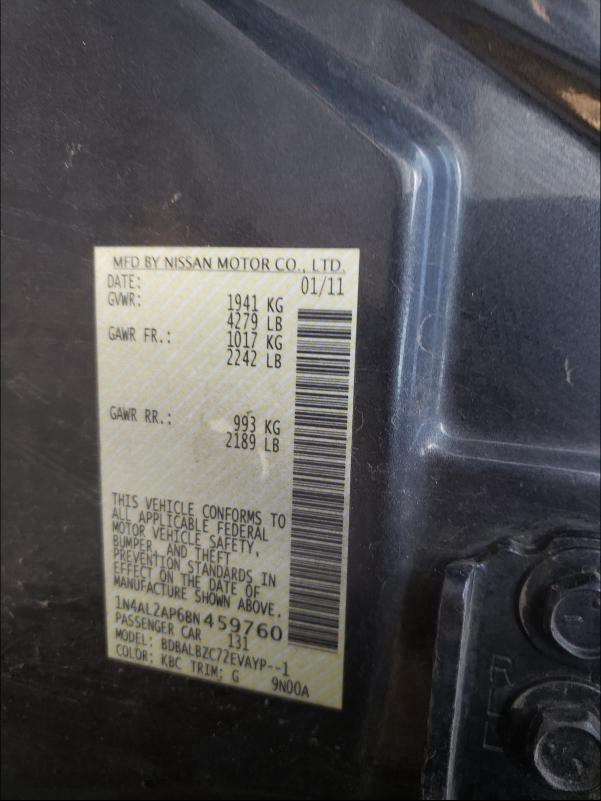 MFD BY NISSAN MOTOR CO., LTD.
DATE: 01/11
GVWR: 1941 KG
4279 LB
GAWR FR.: 1017 KG
2242 LB
GAWR RR.: 993 KG
2189 LB
THIS VEHICLE CONFORMS TO
ALL APPLICABLE FEDERAL
MOTOR VEHICLE SAFETY,
BUMPER, AND THEFT
PREVENTION STANDARDS IN
EFFECT ON THE DATE OF
MANUFACTURE SHOWN ABOVE.
1N4AL2AP6BN459760
PASSENGER CAR 131
MODEL: BDBALBZC72EVAYP--1
COLOR: KBC TRIM: G 9N00A